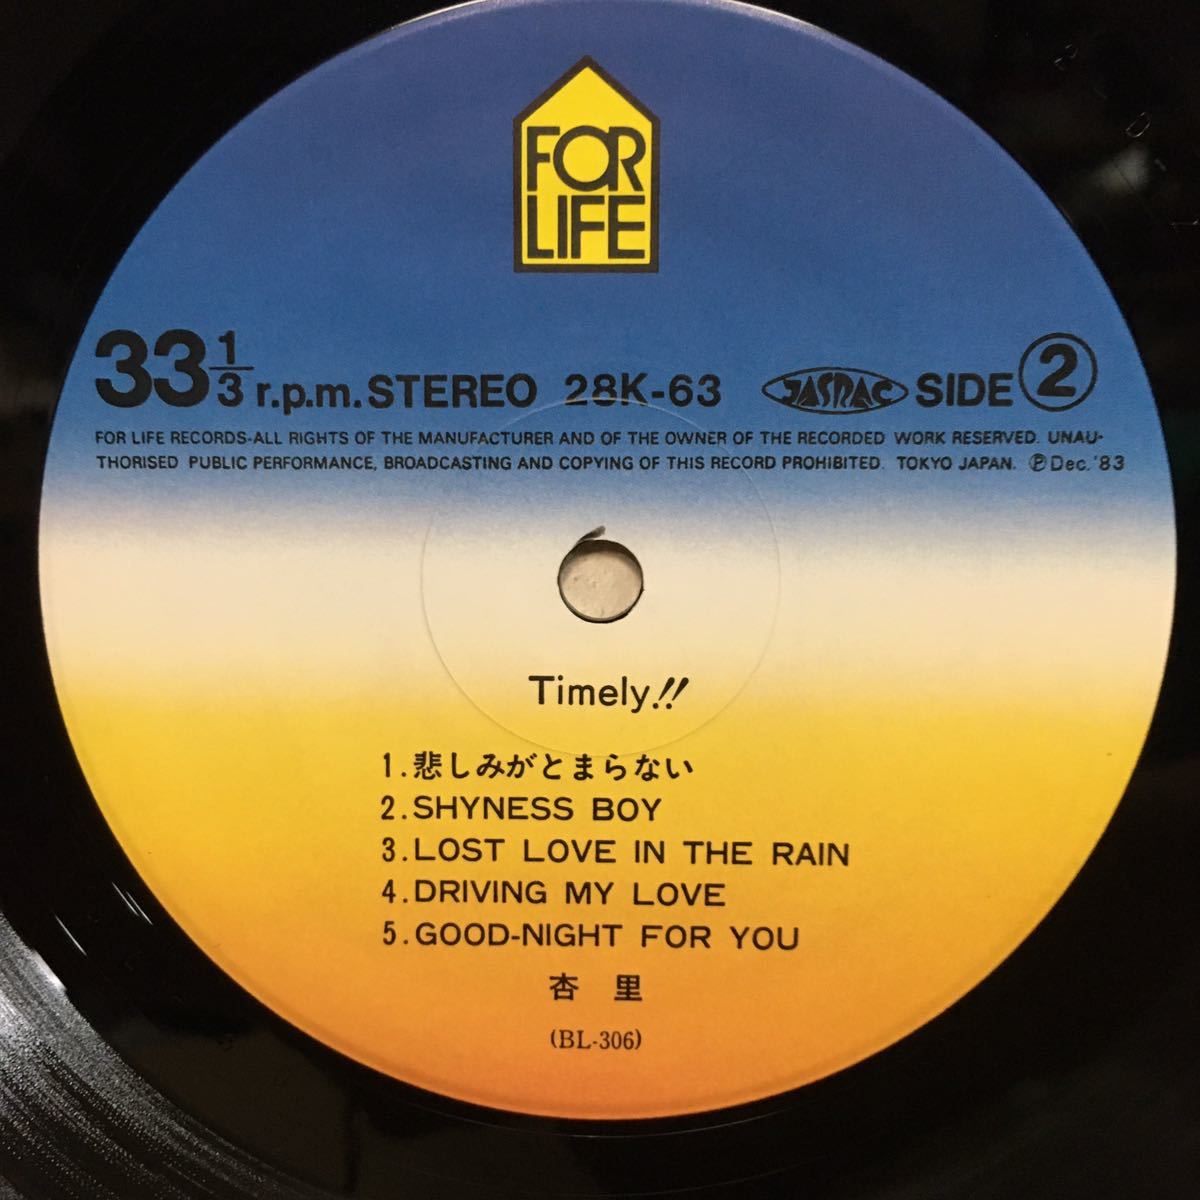 FOR
LIFE
33 1/3 r.p.m. STEREO 28K-63 JASRAC SIDE ②
FOR LIFE RECORDS-ALL RIGHTS OF THE MANUFACTURER AND OF THE OWNER OF THE RECORDED WORK RESERVED. UNAU-
THORISED PUBLIC PERFORMANCE, BROADCASTING AND COPYING OF THIS RECORD PROHIBITED. TOKYO JAPAN. ℗Dec.'83
Timely!!
1.悲しみがとまらない
2.SHYNESS BOY
3.LOST LOVE IN THE RAIN
4.DRIVING MY LOVE
5.GOOD-NIGHT FOR YOU
杏 里
(BL-306)